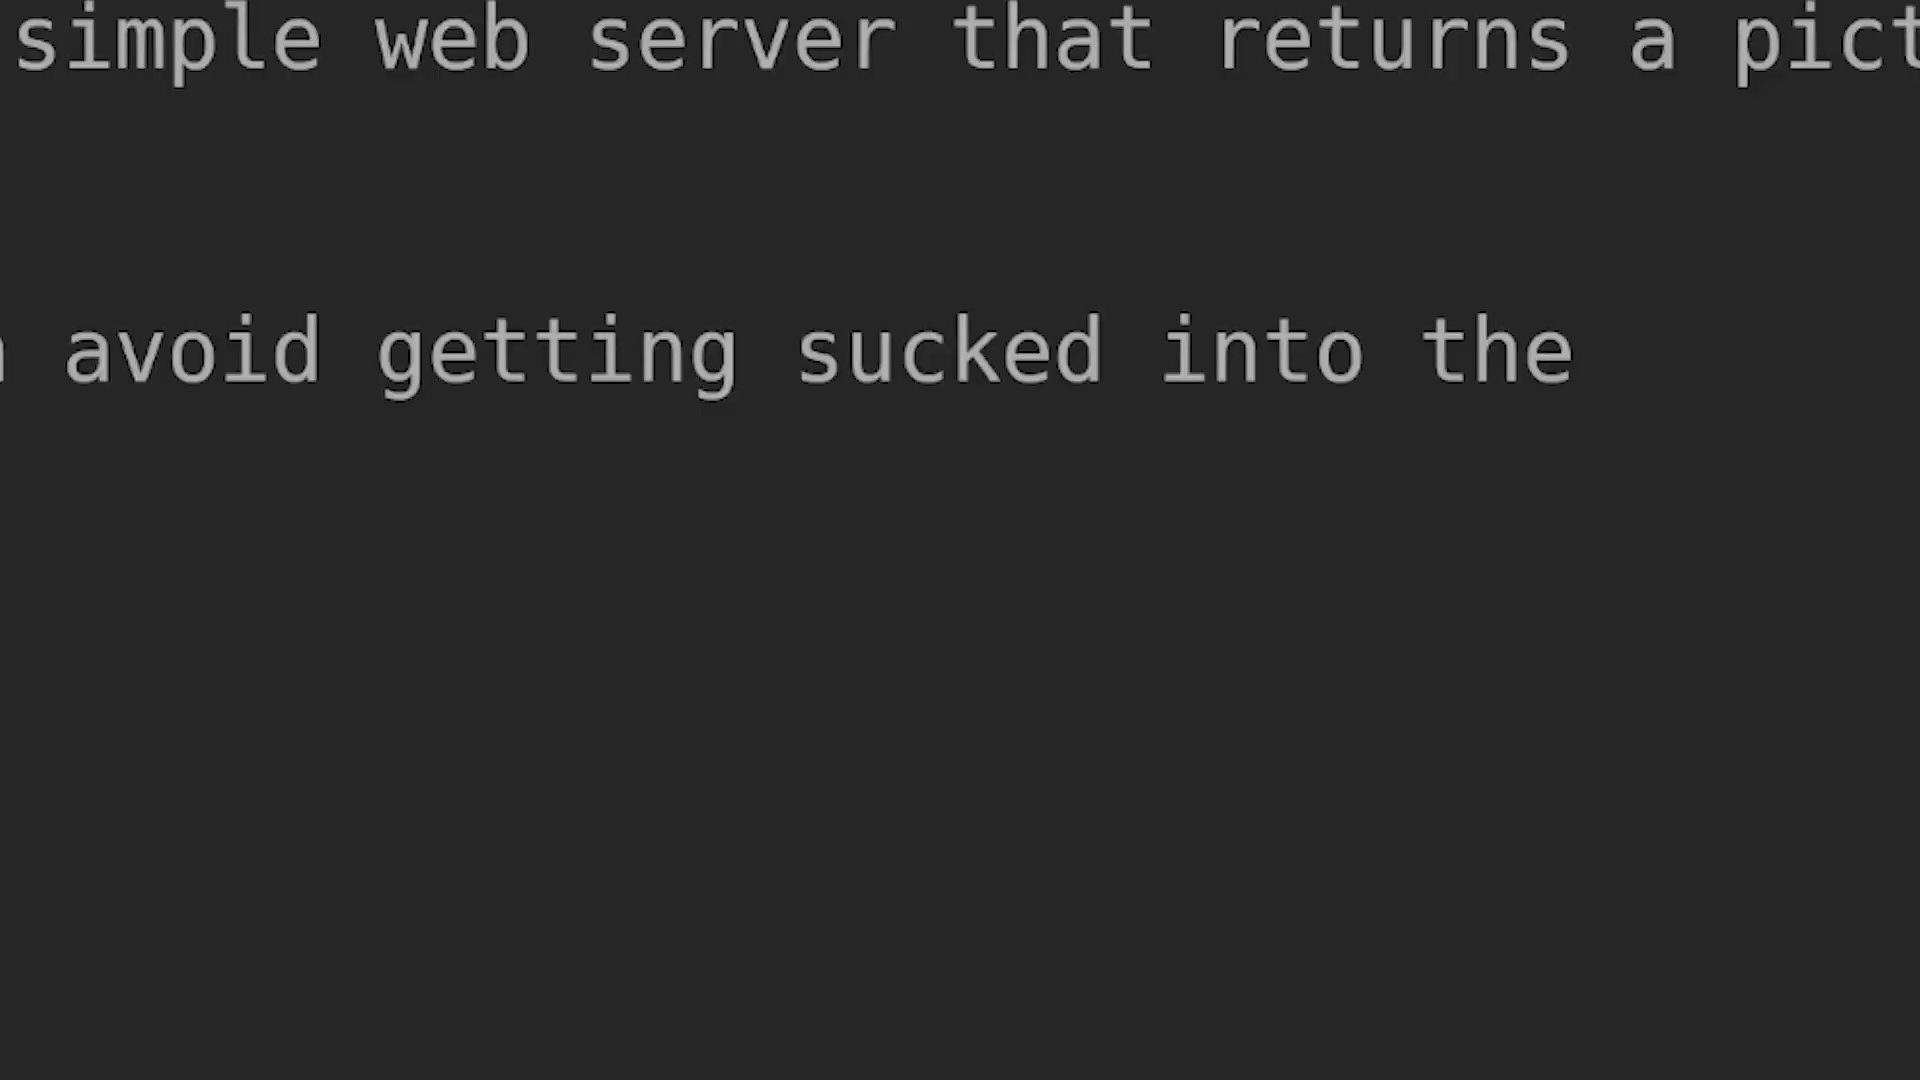 simple web server that returns a pict
avoid getting sucked into the